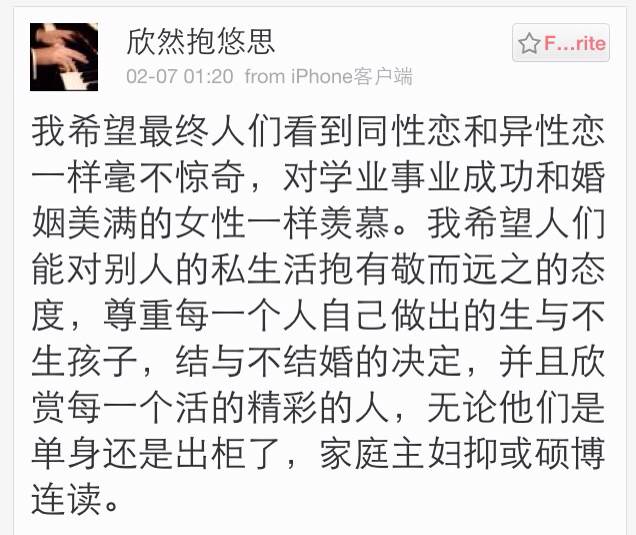 欣然抱悠思
F...rite
02-07 01:20 from iPhone客户端
我希望最终人们看到同性恋和异性恋
一样毫不惊奇，对学业事业成功和婚
姻美满的女性一样羡慕。我希望人们
能对别人的私生活抱有敬而远之的态
度，尊重每一个人自己做出的生与不
生孩子，结与不结婚的决定，并且欣
赏每一个活的精彩的人，无论他们是
单身还是出柜了，家庭主妇抑或硕博
连读。